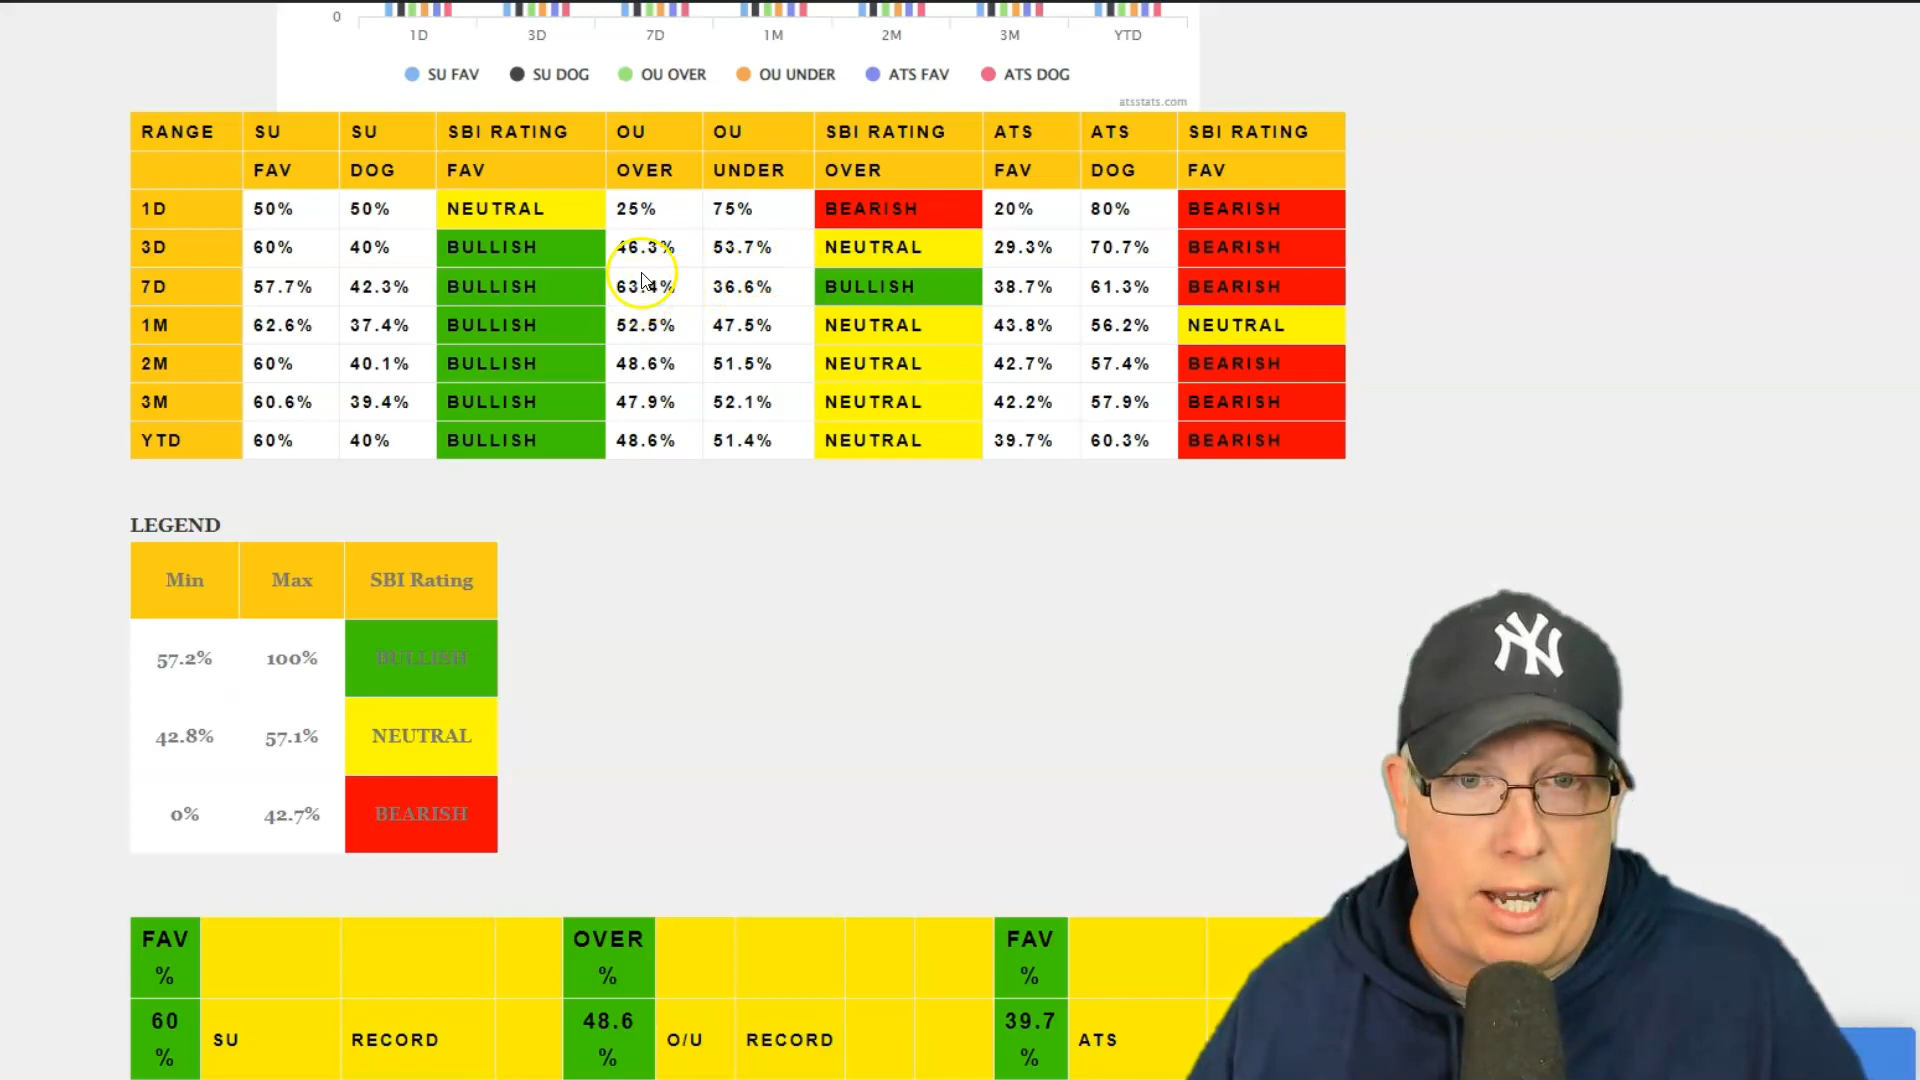 0
1D 3D 7D 1M 2M 3M YTD
SU FAV SU DOG OU OVER OU UNDER ATS FAV ATS DOG
atsstats.com
RANGE SU SU SBI RATING OU OU SBI RATING ATS ATS SBI RATING
FAV DOG FAV OVER UNDER OVER FAV DOG FAV
1D 50% 50% NEUTRAL 25% 75% BEARISH 20% 80% BEARISH
3D 60% 40% BULLISH 46.3% 53.7% NEUTRAL 29.3% 70.7% BEARISH
7D 57.7% 42.3% BULLISH 63.4% 36.6% BULLISH 38.7% 61.3% BEARISH
1M 62.6% 37.4% BULLISH 52.5% 47.5% NEUTRAL 43.8% 56.2% NEUTRAL
2M 60% 40.1% BULLISH 48.6% 51.5% NEUTRAL 42.7% 57.4% BEARISH
3M 60.6% 39.4% BULLISH 47.9% 52.1% NEUTRAL 42.2% 57.9% BEARISH
YTD 60% 40% BULLISH 48.6% 51.4% NEUTRAL 39.7% 60.3% BEARISH
LEGEND
Min Max SBI Rating
57.2% 100% BULLISH
42.8% 57.1% NEUTRAL
0% 42.7% BEARISH
FAV % OVER % FAV %
60 % SU RECORD 48.6 % O/U RECORD 39.7 % ATS
NY